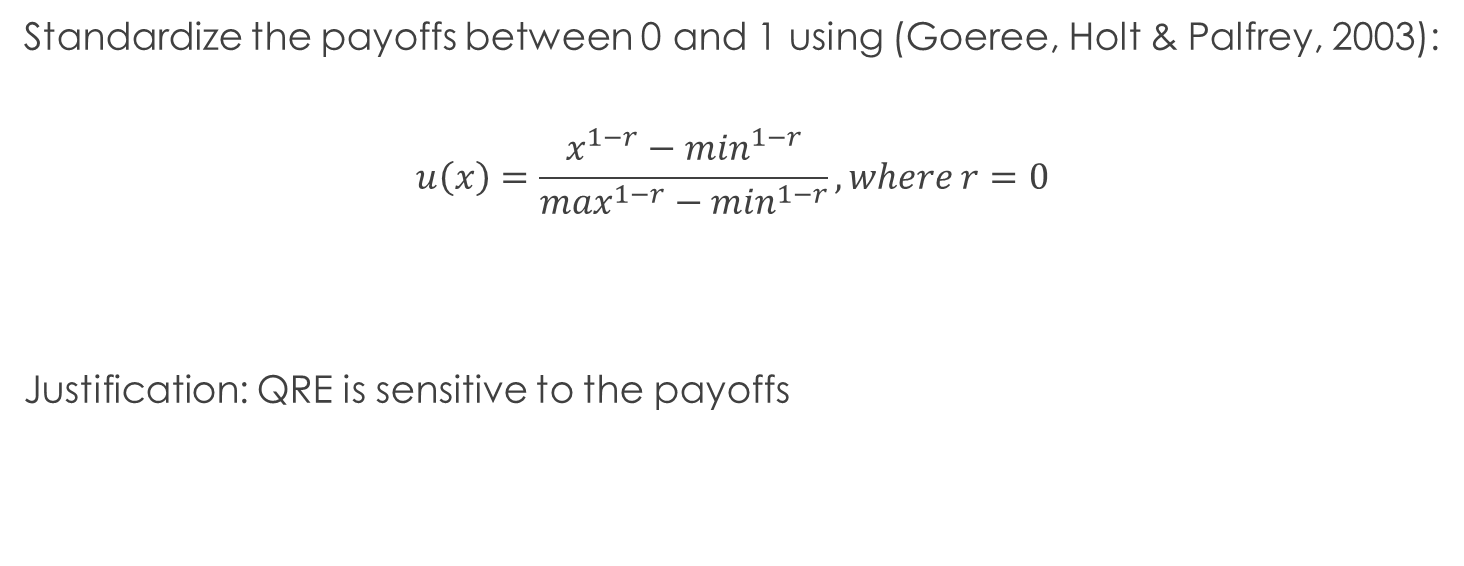 Standardize the payoffs between 0 and 1 using (Goeree, Holt & Palfrey, 2003):
u(x) = \frac{x^{1-r} - min^{1-r}}{max^{1-r} - min^{1-r}}, where r = 0
Justification: QRE is sensitive to the payoffs